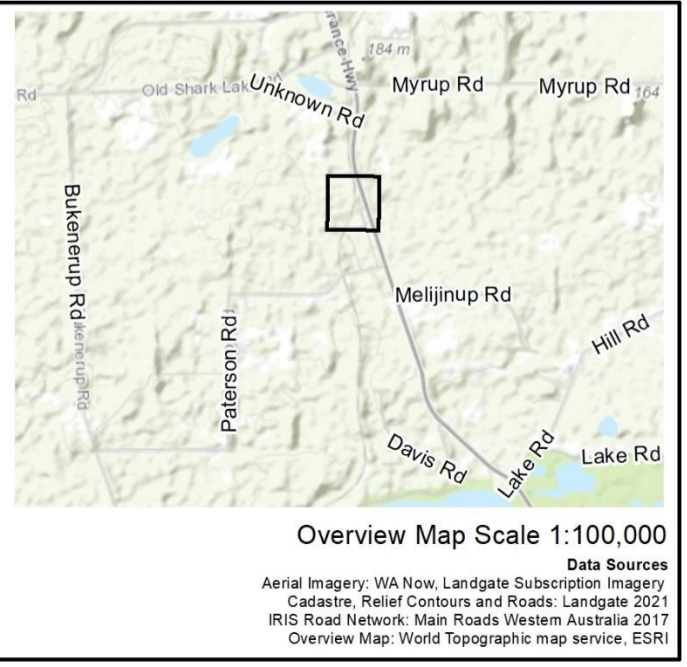 rance Hwy
184 m
Rd
Old Shark Lak
Unknown Rd
Myrup Rd
Myrup Rd
164
Bukenerup Rd
kenerup Rd
Melijinup Rd
Paterson Rd
Hill Rd
Davis Rd
Lake Rd
Lake Rd
Overview Map Scale 1:100,000
Data Sources
Aerial Imagery: WA Now, Landgate Subscription Imagery
Cadastre, Relief Contours and Roads: Landgate 2021
IRIS Road Network: Main Roads Western Australia 2017
Overview Map: World Topographic map service, ESRI